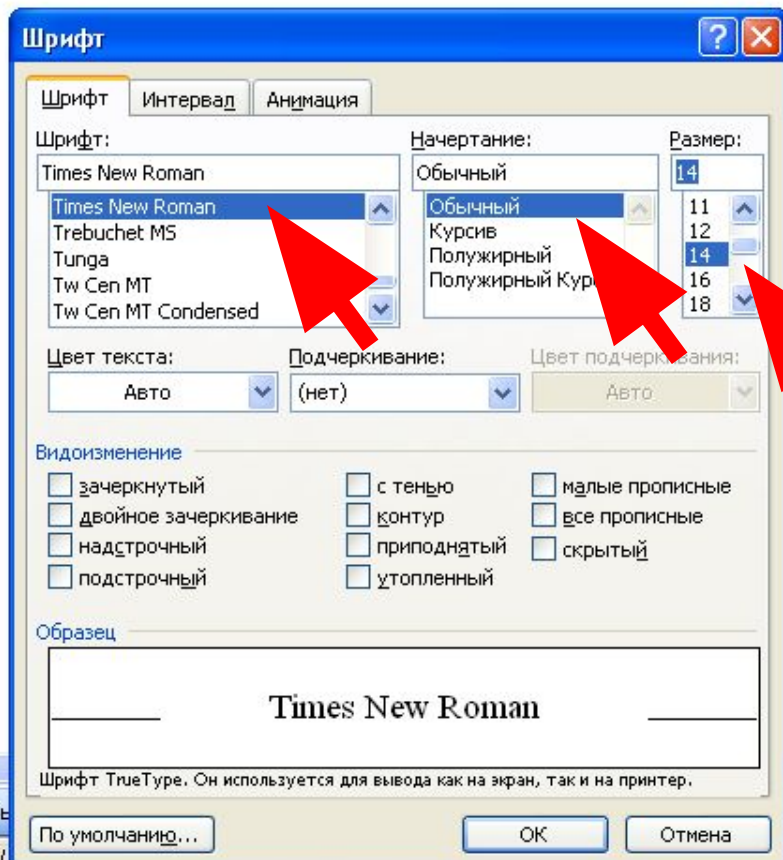 Шрифт
Шрифт Интервал Анимация
Шрифт: Начертание: Размер:
Times New Roman Обычный 14
Times New Roman Обычный 11
Trebuchet MS Курсив 12
Tunga Полужирный 14
Tw Cen MT Полужирный 16
Tw Cen MT Condensed 18
Цвет текста: Подчеркивание: Цвет
Авто (нет) Авто
Видоизменение
зачеркнутый с тенью малые прописные
двойное зачеркивание контур все прописные
надстрочный приподнятый скрытый
подстрочный утопленный
Образец
Times New Roman
Шрифт TrueType. Он используется для вывода как на экран, так и на принтер.
По умолчанию... ОК Отмена